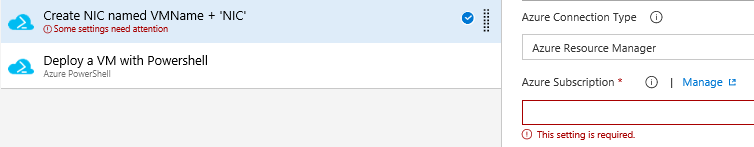 Create NIC named VMName + 'NIC'
Some settings need attention
Deploy a VM with Powershell
Azure PowerShell
Azure Connection Type
Azure Resource Manager
Azure Subscription * | Manage
This setting is required.